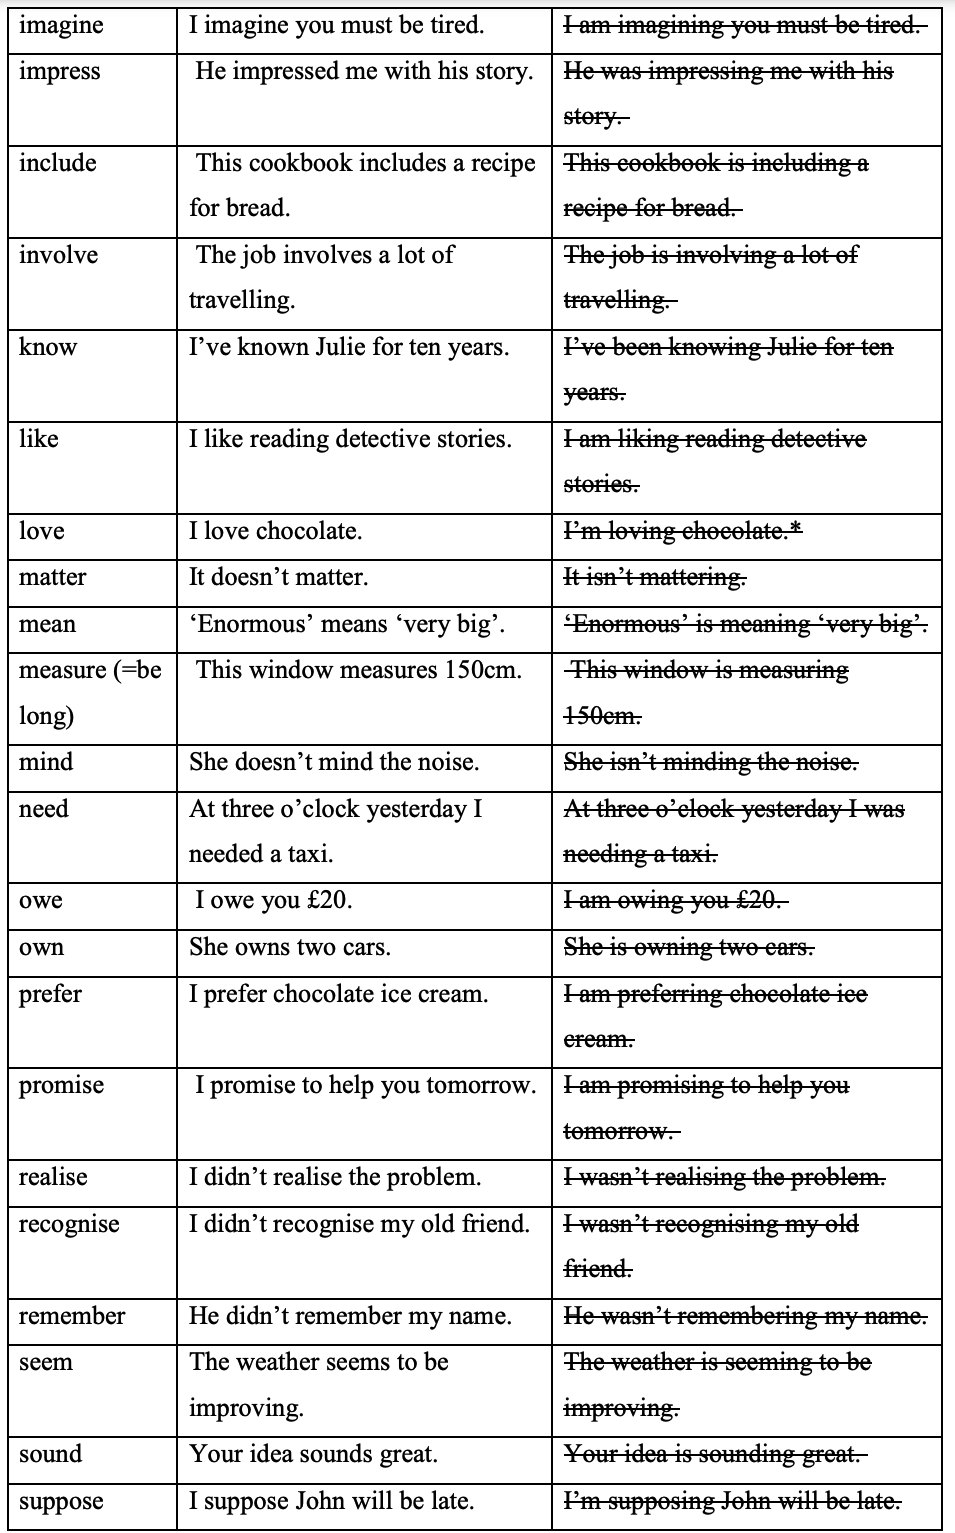 imagine I imagine you must be tired. I am imagining you must be tired.
impress He impressed me with his story. He was impressing me with his
story.
include This cookbook includes a recipe This cookbook is including a
for bread. recipe for bread.
involve The job involves a lot of The job is involving a lot of
travelling. travelling.
know I’ve known Julie for ten years. I’ve been knowing Julie for ten
years.
like I like reading detective stories. I am liking reading detective
stories.
love I love chocolate. I’m loving chocolate.*
matter It doesn’t matter. It isn’t mattering.
mean ‘Enormous’ means ‘very big’. ‘Enormous’ is meaning ‘very big’.
measure (=be This window measures 150cm. This window is measuring
long) 150cm.
mind She doesn’t mind the noise. She isn’t minding the noise.
need At three o’clock yesterday I At three o’clock yesterday I was
needed a taxi. needing a taxi.
owe I owe you £20. I am owing you £20.
own She owns two cars. She is owning two cars.
prefer I prefer chocolate ice cream. I am preferring chocolate ice
cream.
promise I promise to help you tomorrow. I am promising to help you
tomorrow.
realise I didn’t realise the problem. I wasn’t realising the problem.
recognise I didn’t recognise my old friend. I wasn’t recognising my old
friend.
remember He didn’t remember my name. He wasn’t remembering my name.
seem The weather seems to be The weather is seeming to be
improving. improving.
sound Your idea sounds great. Your idea is sounding great.
suppose I suppose John will be late. I’m supposing John will be late.